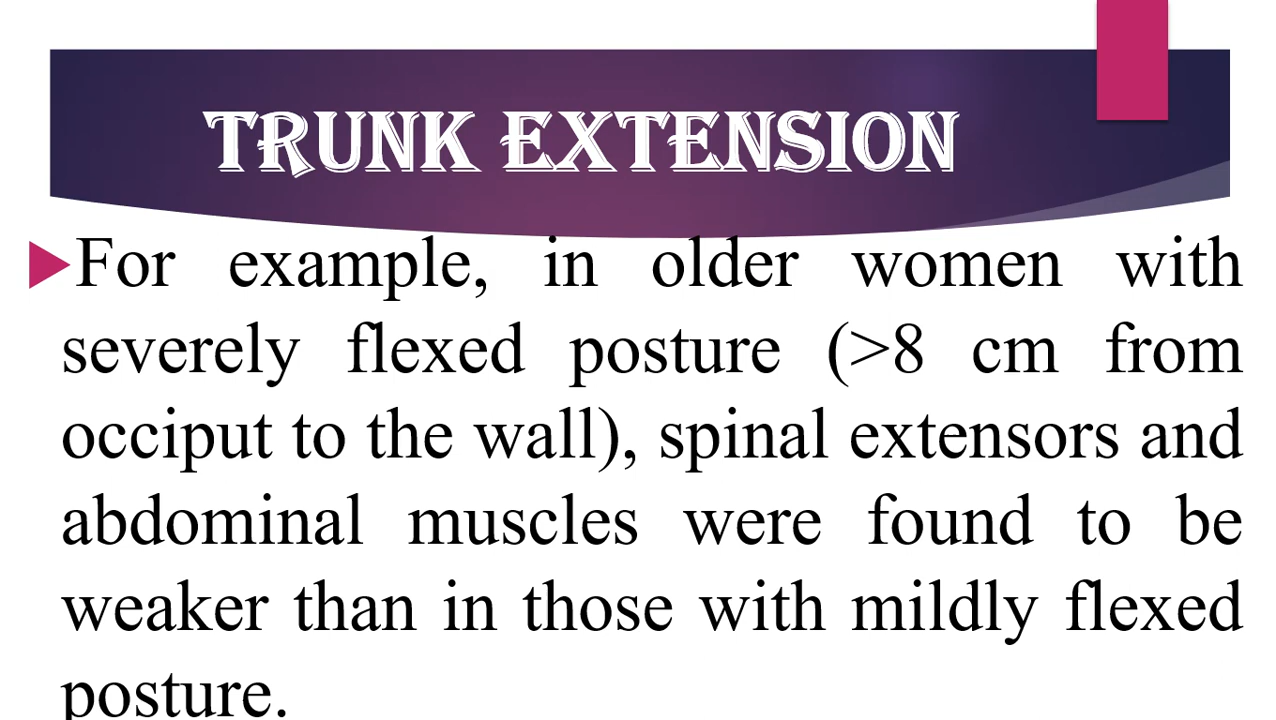 TRUNK EXTENSION
For example, in older women with
severely flexed posture (>8 cm from
occiput to the wall), spinal extensors and
abdominal muscles were found to be
weaker than in those with mildly flexed
posture.